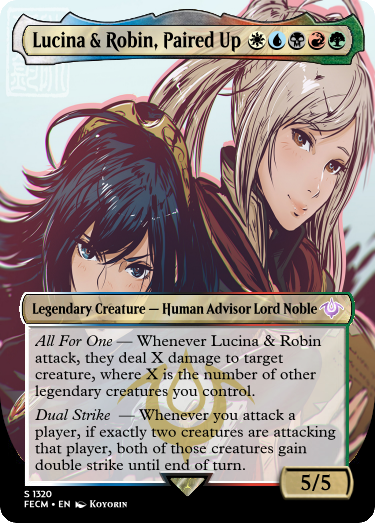 Lucina & Robin, Paired Up
Legendary Creature — Human Advisor Lord Noble
All For One — Whenever Lucina & Robin
attack, they deal X damage to target
creature, where X is the number of other
legendary creatures you control.
Dual Strike — Whenever you attack a
player, if exactly two creatures are attacking
that player, both of those creatures gain
double strike until end of turn.
5/5
S 1320
FECM • EN Koyorin